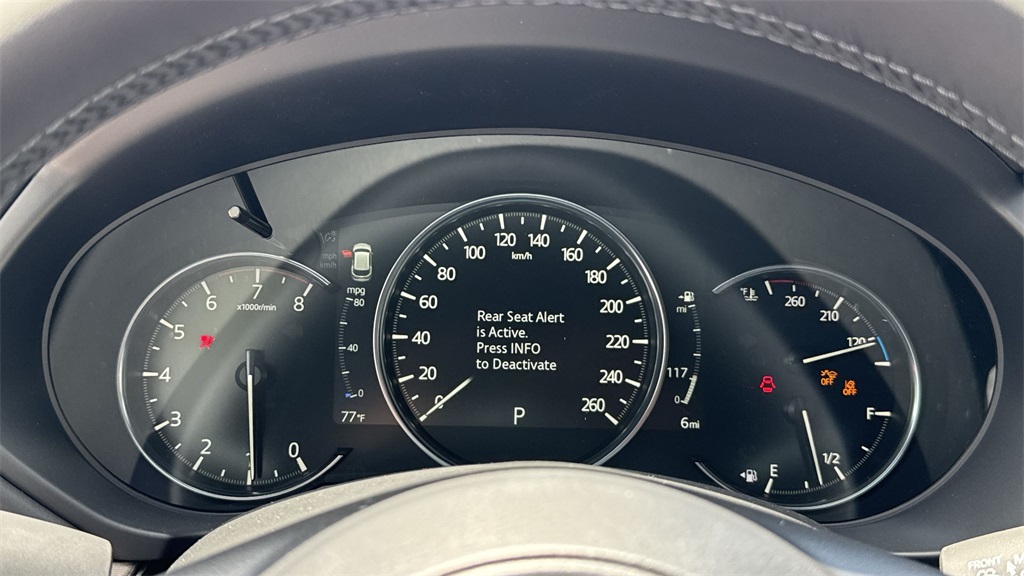 mph
km/h
mpg
80
40
0
77°F
0
1
2
3
4
5
6
7
8
x1000r/min
0
20
40
60
80
100
120
140
160
180
200
220
240
260
km/h
Rear Seat Alert
is Active.
Press INFO
to Deactivate
P
mi
117
0
6mi
°F
260
210
120
OFF
OFF
F
1/2
E
FRONT